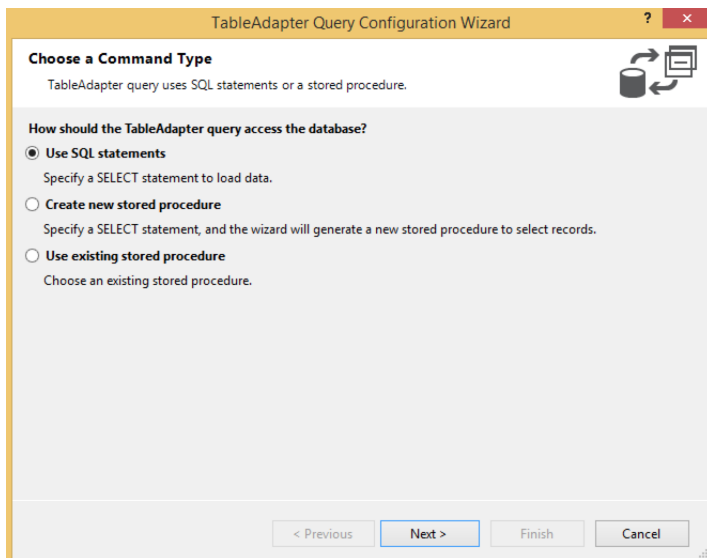 TableAdapter Query Configuration Wizard
?
×
Choose a Command Type
TableAdapter query uses SQL statements or a stored procedure.
How should the TableAdapter query access the database?
Use SQL statements
Specify a SELECT statement to load data.
Create new stored procedure
Specify a SELECT statement, and the wizard will generate a new stored procedure to select records.
Use existing stored procedure
Choose an existing stored procedure.
< Previous
Next >
Finish
Cancel